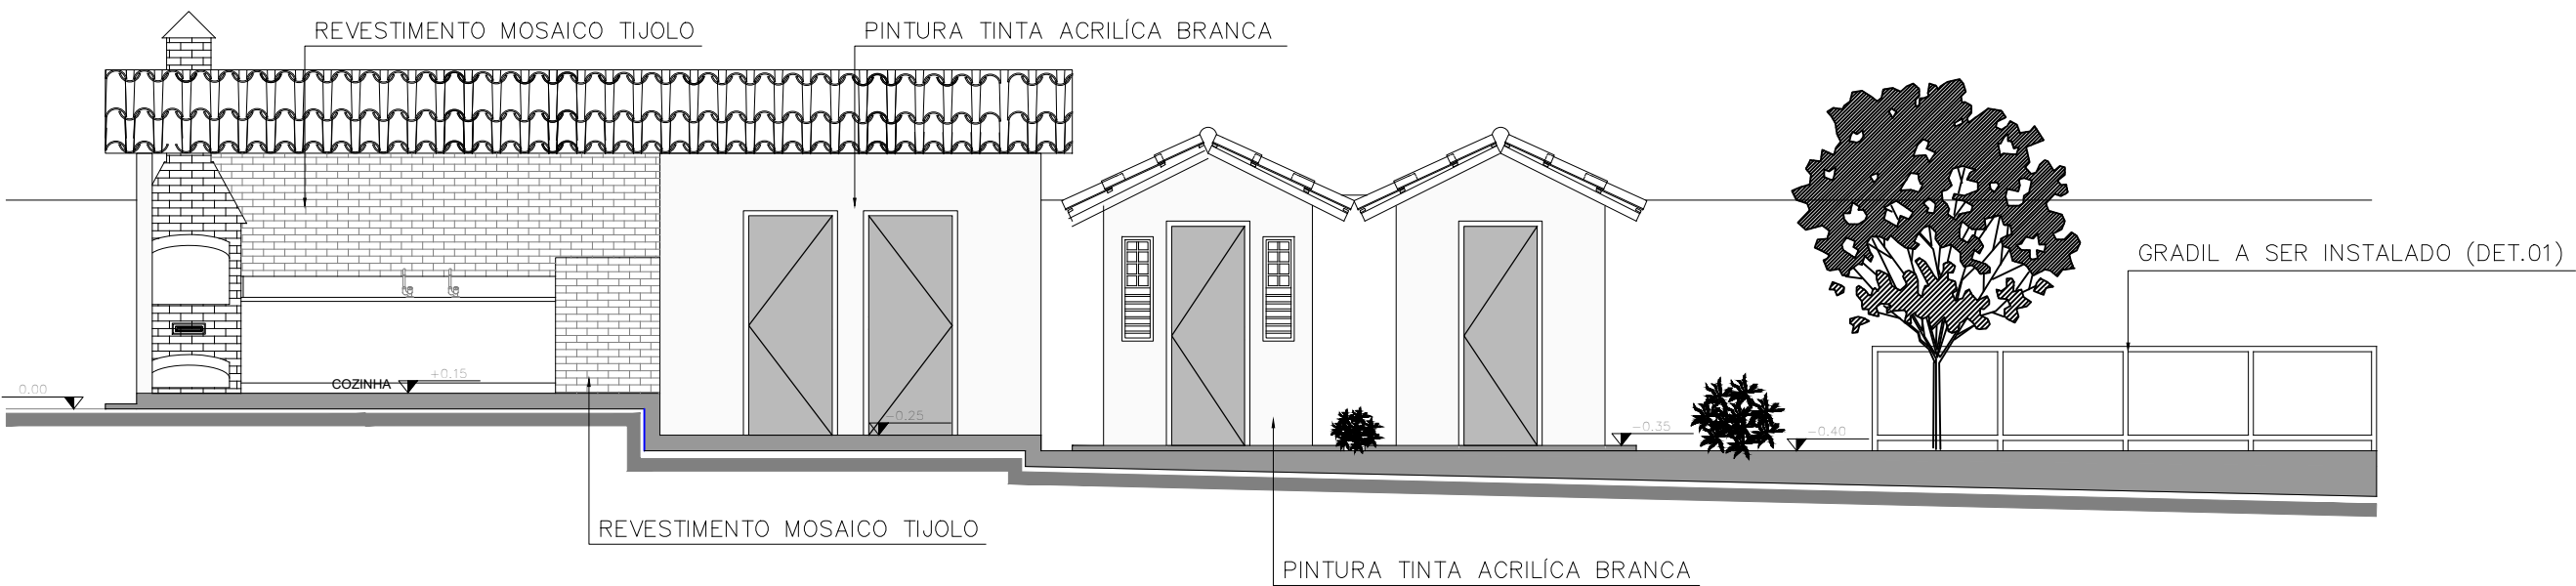 REVESTIMENTO MOSAICO TIJOLO
PINTURA TINTA ACRILÍCA BRANCA
GRADIL A SER INSTALADO (DET.01)
0.00
COZINHA
+0.15
-0.25
-0.35
-0.40
REVESTIMENTO MOSAICO TIJOLO
PINTURA TINTA ACRILÍCA BRANCA